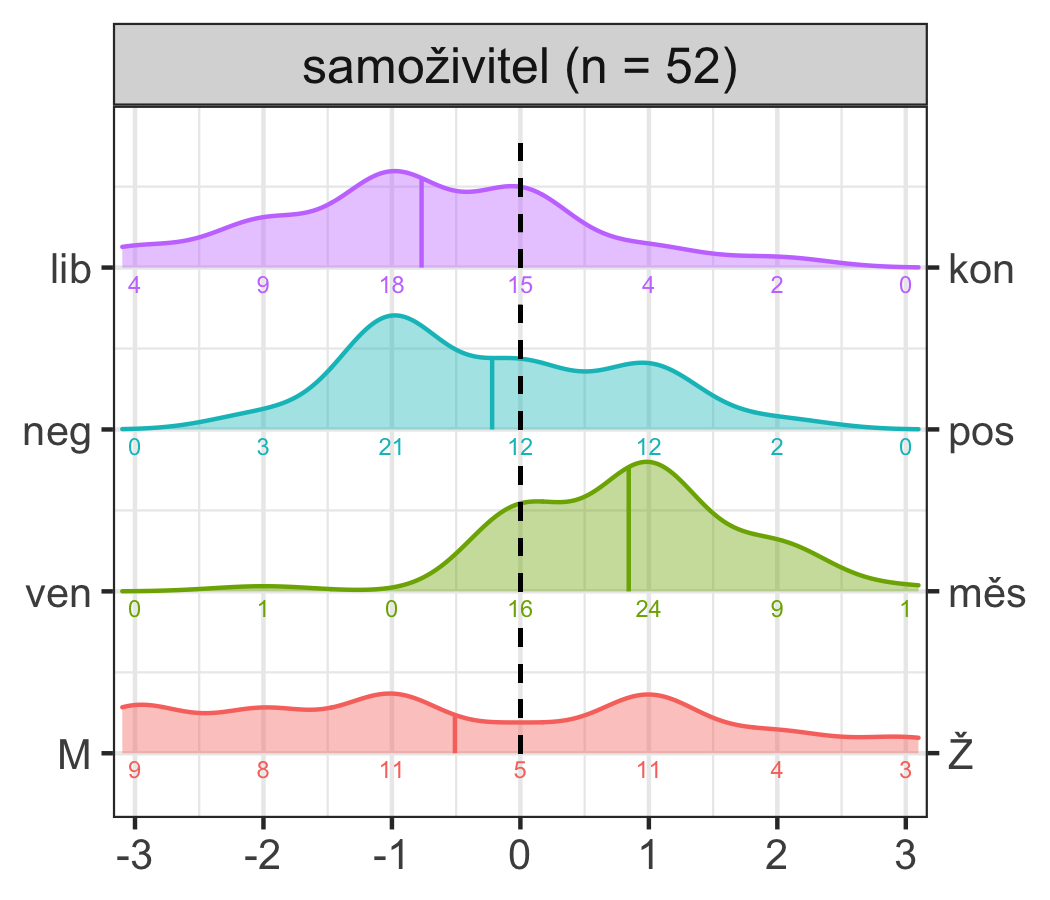 samoživitel (n = 52)
lib kon
4 9 18 15 4 2 0
neg pos
0 3 21 12 12 2 0
ven měs
0 1 0 16 24 9 1
M Ž
9 8 11 5 11 4 3
-3 -2 -1 0 1 2 3